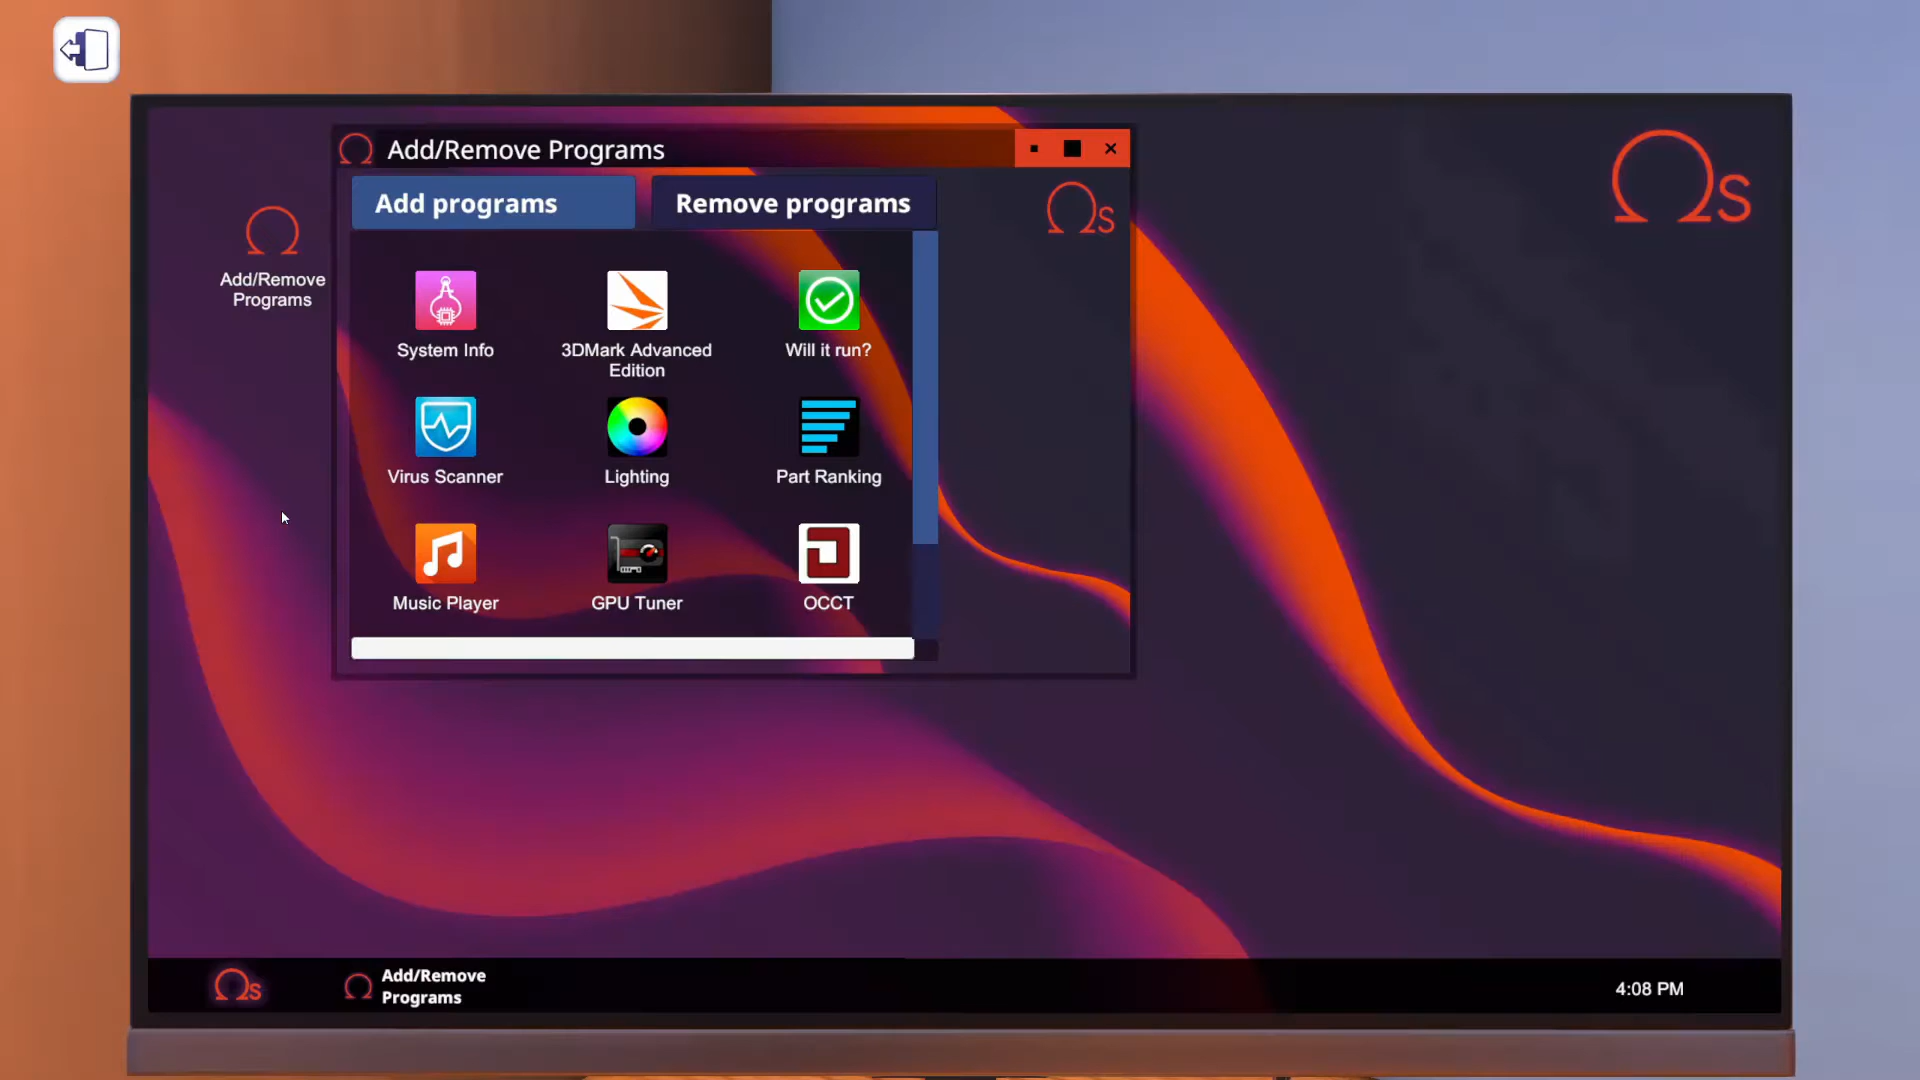 Add/Remove Programs
Add programs
Remove programs
Ωs
Ωs
Add/Remove
Programs
System Info
3DMark Advanced
Edition
Will it run?
Virus Scanner
Lighting
Part Ranking
Music Player
GPU Tuner
OCCT
Ωs
Add/Remove
Programs
4:08 PM